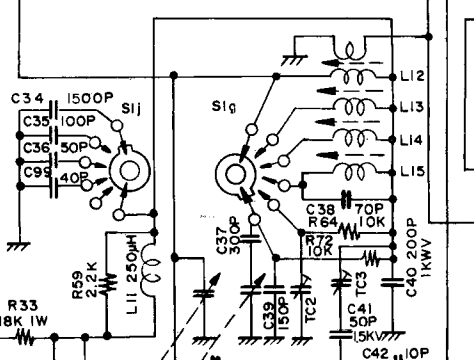 C34 1500P
C35 100P
C36 50P
C99 40P
S1j
S1g
L12
L13
L14
L15
C38 70P
R64 10K
R72
10K
C37
300P
C40 200P
1KWV
R59
2.2K
L11 250μH
C39
150P
TC2
TC3
C41
50P
1.5KV
R33
18K 1W
C42 10P